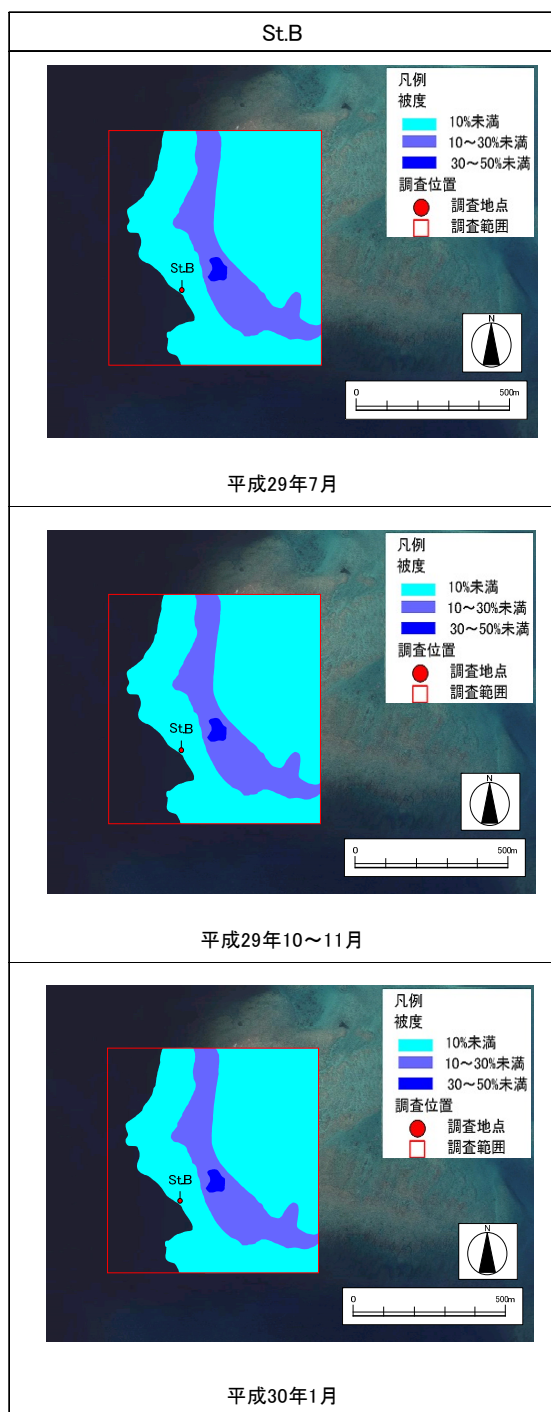 St.B
凡例
被度
10%未満
10～30%未満
30～50%未満
調査位置
調査地点
調査範囲
St.B
N
0 500m
平成29年7月
凡例
被度
10%未満
10～30%未満
30～50%未満
調査位置
調査地点
調査範囲
St.B
N
0 500m
平成29年10～11月
凡例
被度
10%未満
10～30%未満
30～50%未満
調査位置
調査地点
調査範囲
St.B
N
0 500m
平成30年1月